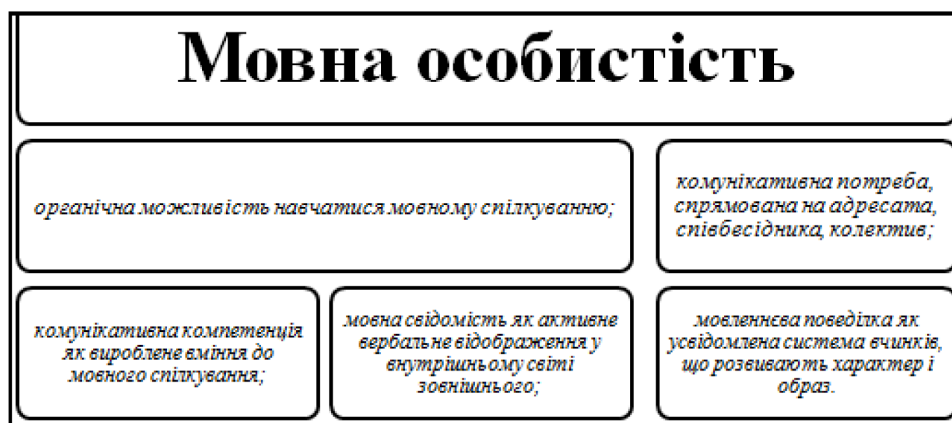 Мовна особистість
органічна можливість навчатися мовному спілкуванню;
комунікативна потреба,
спрямована на адресата,
співбесідника, колектив;
комунікативна компетенція
як вироблене вміння до
мовного спілкування;
мовна свідомість як активне
вербальне відображення у
внутрішньому світі
зовнішнього;
мовленнєва поведілка як
усвідомлена система вчинків,
що розвивають характер і
образ.